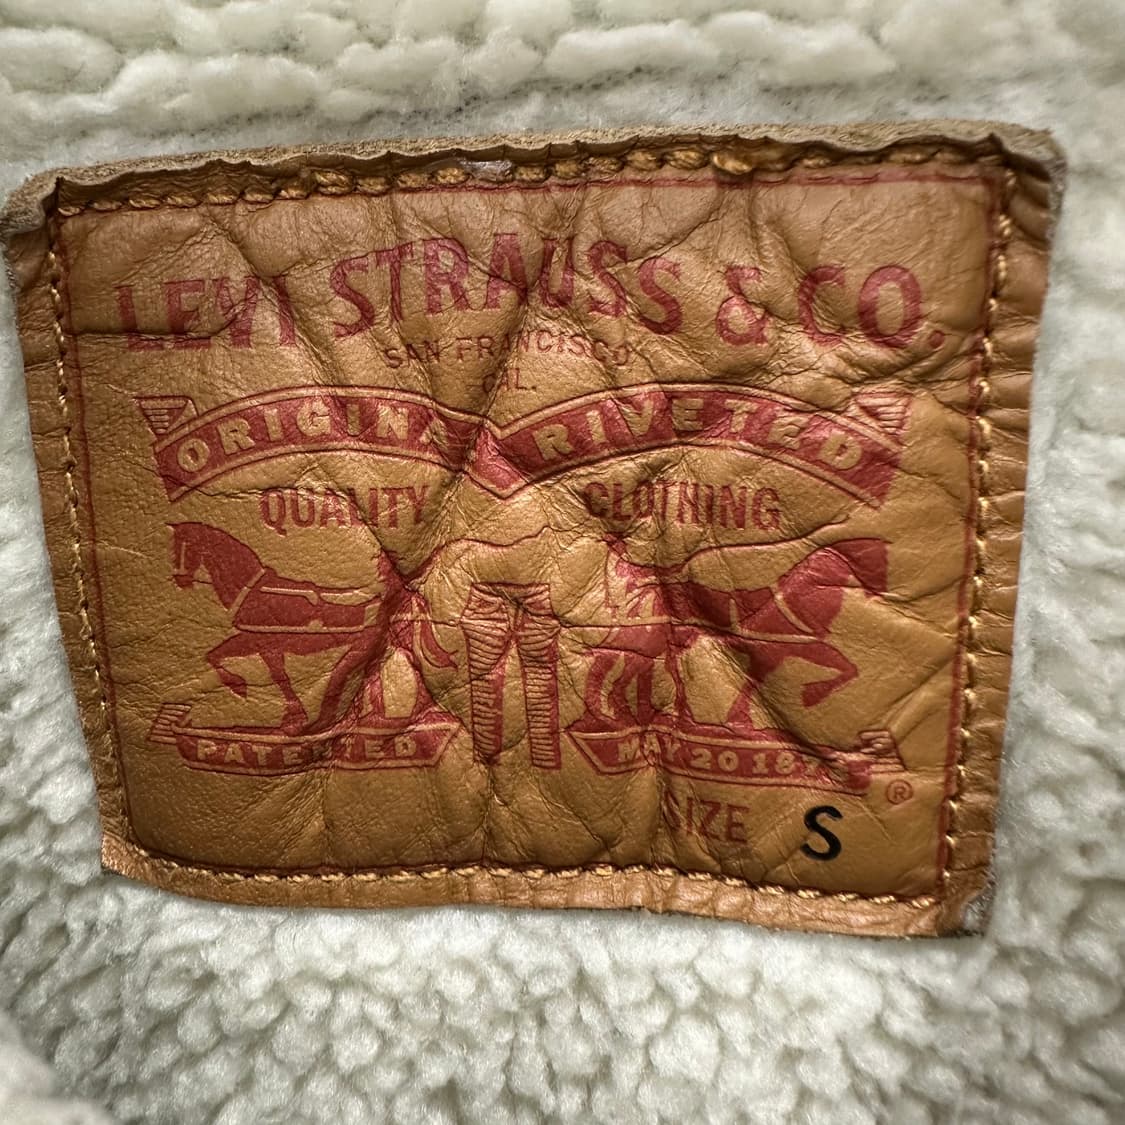 LEVI STRAUSS & CO.
SAN FRANCISCO
CAL.
ORIGINAL RIVETED
QUALITY CLOTHING
PATENTED MAY 20 1873
®
SIZE S